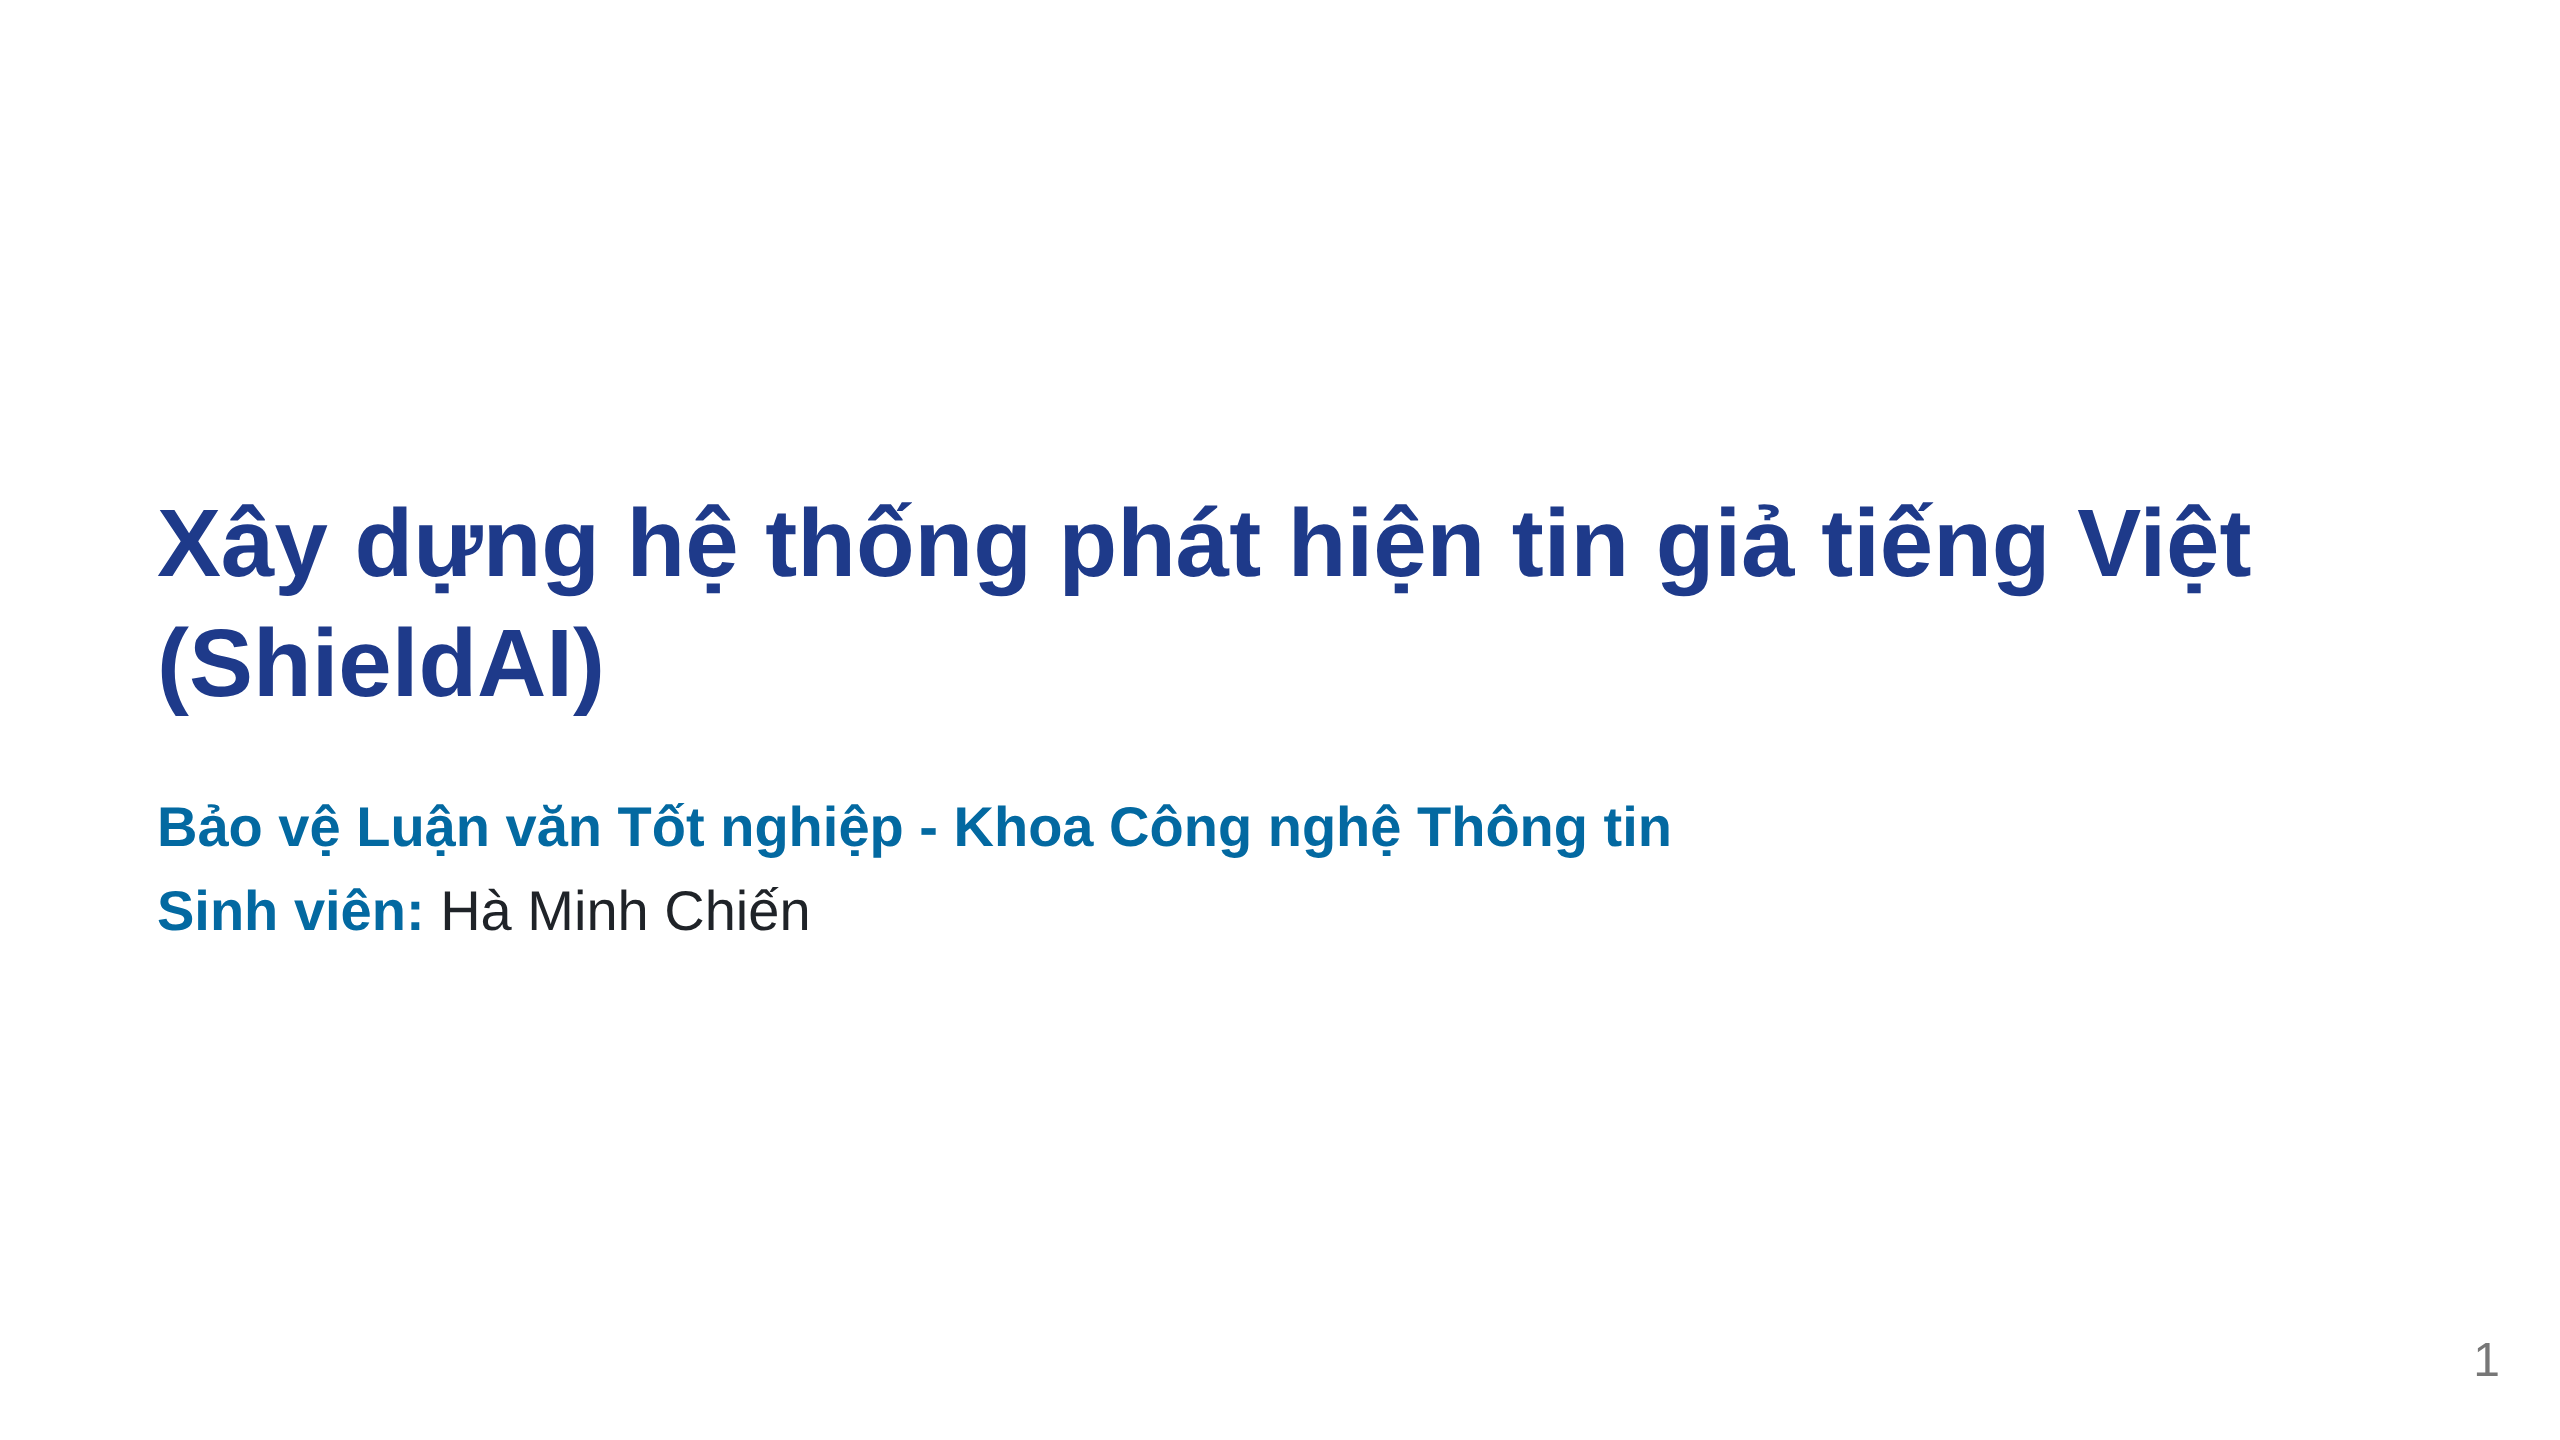 Xây dựng hệ thống phát hiện tin giả tiếng Việt
(ShieldAI)
Bảo vệ Luận văn Tốt nghiệp - Khoa Công nghệ Thông tin
Sinh viên: Hà Minh Chiến
1